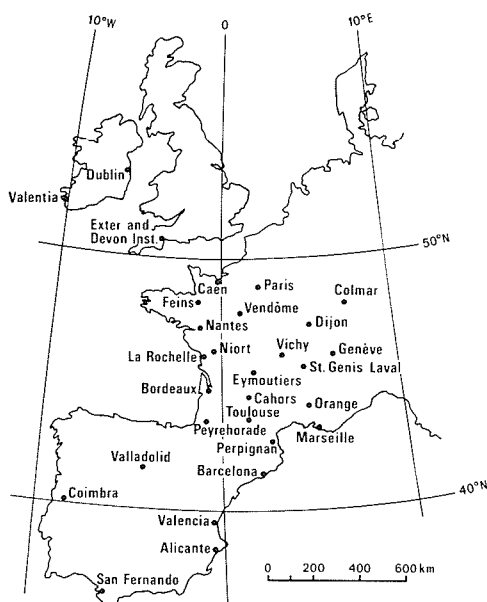 10°W
0
10°E
Dublin
Valentia
Exter and
Devon Inst.
50°N
Caen
Paris
Colmar
Feins
Vendôme
Dijon
Nantes
Niort
Vichy
Genève
La Rochelle
St. Genis Laval
Eymoutiers
Bordeaux
Cahors
Orange
Toulouse
Peyrehorade
Marseille
Perpignan
Valladolid
Barcelona
40°N
Coimbra
Valencia
Alicante
San Fernando
0 200 400 600 km